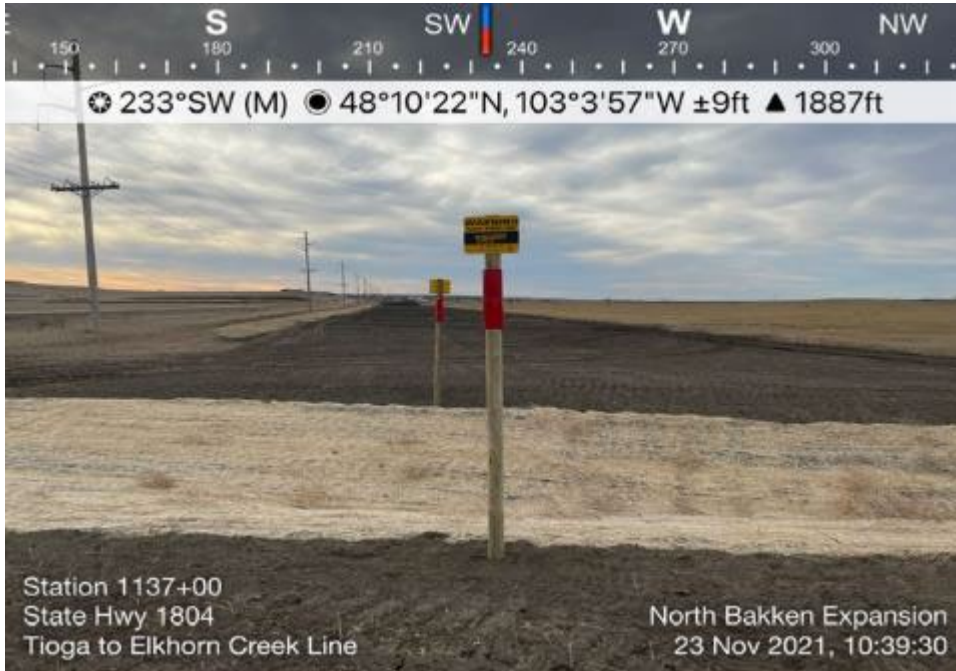 S SW W NW
150 180 210 240 270 300
233°SW (M) 48°10'22"N, 103°3'57"W ±9ft ▲ 1887ft
WARNING
Station 1137+00
State Hwy 1804
Tioga to Elkhorn Creek Line
North Bakken Expansion
23 Nov 2021, 10:39:30